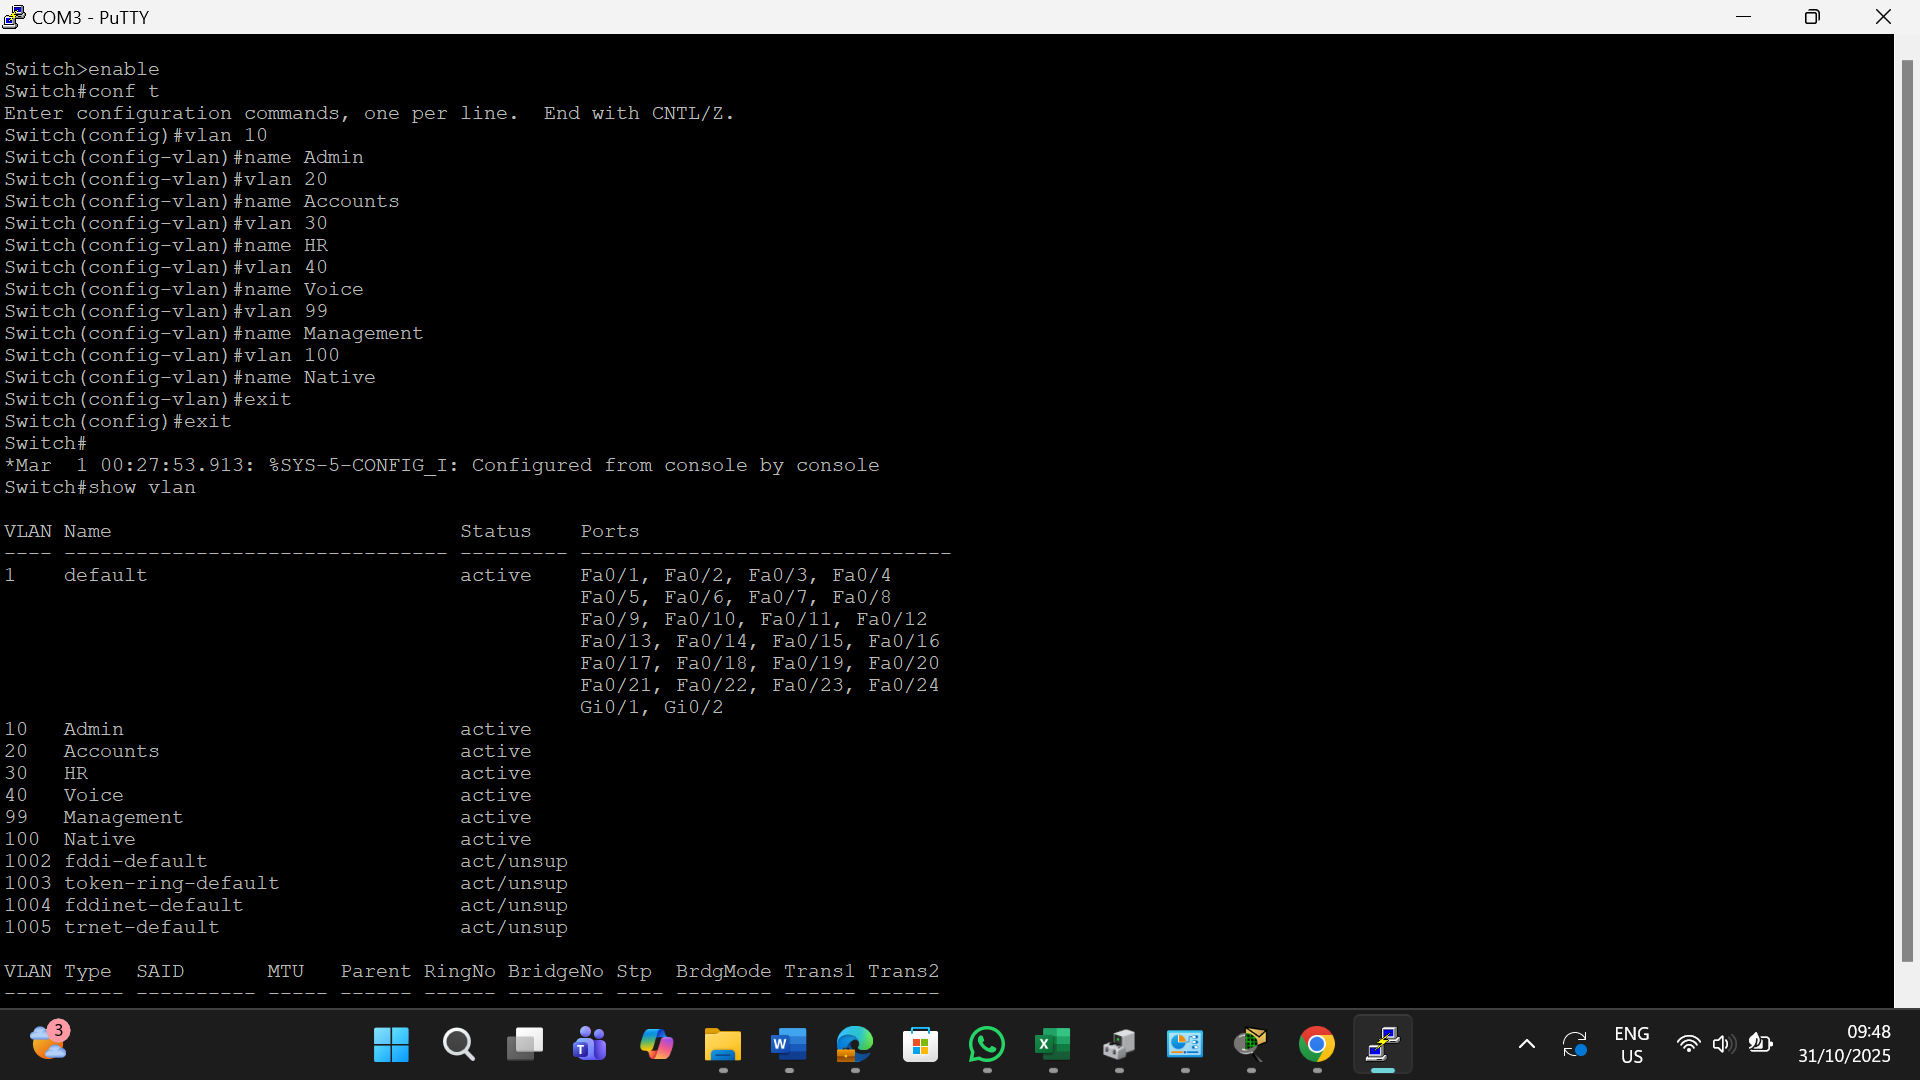 COM3 - PuTTY
Switch>enable
Switch#conf t
Enter configuration commands, one per line.  End with CNTL/Z.
Switch(config)#vlan 10
Switch(config-vlan)#name Admin
Switch(config-vlan)#vlan 20
Switch(config-vlan)#name Accounts
Switch(config-vlan)#vlan 30
Switch(config-vlan)#name HR
Switch(config-vlan)#vlan 40
Switch(config-vlan)#name Voice
Switch(config-vlan)#vlan 99
Switch(config-vlan)#name Management
Switch(config-vlan)#vlan 100
Switch(config-vlan)#name Native
Switch(config-vlan)#exit
Switch(config)#exit
Switch#
*Mar  1 00:27:53.913: %SYS-5-CONFIG_I: Configured from console by console
Switch#show vlan
VLAN Name                             Status    Ports
---- -------------------------------- --------- -------------------------------
1    default                          active    Fa0/1, Fa0/2, Fa0/3, Fa0/4
                                                Fa0/5, Fa0/6, Fa0/7, Fa0/8
                                                Fa0/9, Fa0/10, Fa0/11, Fa0/12
                                                Fa0/13, Fa0/14, Fa0/15, Fa0/16
                                                Fa0/17, Fa0/18, Fa0/19, Fa0/20
                                                Fa0/21, Fa0/22, Fa0/23, Fa0/24
                                                Gi0/1, Gi0/2
10   Admin                            active
20   Accounts                         active
30   HR                               active
40   Voice                            active
99   Management                       active
100  Native                           active
1002 fddi-default                     act/unsup
1003 token-ring-default               act/unsup
1004 fddinet-default                  act/unsup
1005 trnet-default                    act/unsup
VLAN Type  SAID       MTU   Parent RingNo BridgeNo Stp  BrdgMode Trans1 Trans2
---- ----- ---------- ----- ------ ------ -------- ---- -------- ------ ------
3
T
W
X
ENG
US
09:48
31/10/2025